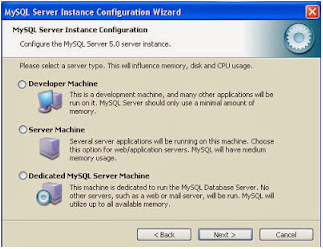 MySQL Server Instance Configuration Wizard
MySQL Server Instance Configuration
Configure the MySQL Server 5.0 server instance.
Please select a server type. This will influence memory, disk and CPU usage.
Developer Machine
This is a development machine, and many other applications will be
run on it. MySQL Server should only use a minimal amount of
memory.
Server Machine
Several server applications will be running on this machine. Choose
this option for web/application servers. MySQL will have medium
memory usage.
Dedicated MySQL Server Machine
This machine is dedicated to run the MySQL Database Server. No
other servers, such as a web or mail server, will be run. MySQL will
utilize up to all available memory.
< Back Next > Cancel